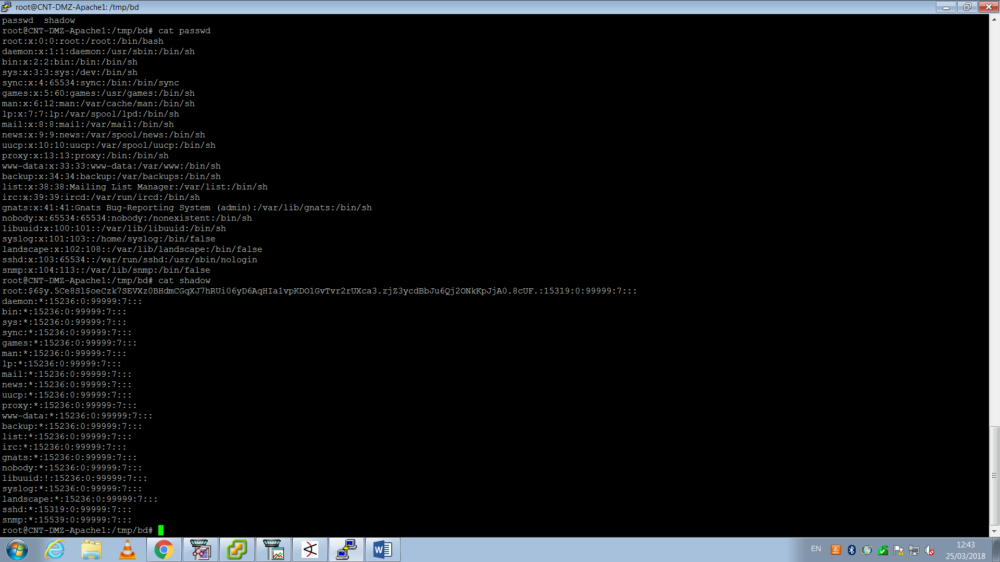 root@CNT-DMZ-Apache1: /tmp/bd
passwd  shadow
root@CNT-DMZ-Apache1:/tmp/bd# cat passwd
root:x:0:0:root:/root:/bin/bash
daemon:x:1:1:daemon:/usr/sbin:/bin/sh
bin:x:2:2:bin:/bin:/bin/sh
sys:x:3:3:sys:/dev:/bin/sh
sync:x:4:65534:sync:/bin:/bin/sync
games:x:5:60:games:/usr/games:/bin/sh
man:x:6:12:man:/var/cache/man:/bin/sh
lp:x:7:7:lp:/var/spool/lpd:/bin/sh
mail:x:8:8:mail:/var/mail:/bin/sh
news:x:9:9:news:/var/spool/news:/bin/sh
uucp:x:10:10:uucp:/var/spool/uucp:/bin/sh
proxy:x:13:13:proxy:/bin:/bin/sh
www-data:x:33:33:www-data:/var/www:/bin/sh
backup:x:34:34:backup:/var/backups:/bin/sh
list:x:38:38:Mailing List Manager:/var/list:/bin/sh
irc:x:39:39:ircd:/var/run/ircd:/bin/sh
gnats:x:41:41:Gnats Bug-Reporting System (admin):/var/lib/gnats:/bin/sh
nobody:x:65534:65534:nobody:/nonexistent:/bin/sh
libuuid:x:100:101::/var/lib/libuuid:/bin/sh
syslog:x:101:103::/home/syslog:/bin/false
landscape:x:102:108::/var/lib/landscape:/bin/false
sshd:x:103:65534::/var/run/sshd:/usr/sbin/nologin
snmp:x:104:113::/var/lib/snmp:/bin/false
root@CNT-DMZ-Apache1:/tmp/bd# cat shadow
root:$6$y.5Ce8Sl$oeCzk7SEVXz0BHdmCGqXJ7hRUi06yD6AqHIa1vpKDO1GvTvr2rUXca3.zjZ3ycdBbJu6Qj2ONkKpJjA0.8cUF.:15319:0:99999:7:::
daemon:*:15236:0:99999:7:::
bin:*:15236:0:99999:7:::
sys:*:15236:0:99999:7:::
sync:*:15236:0:99999:7:::
games:*:15236:0:99999:7:::
man:*:15236:0:99999:7:::
lp:*:15236:0:99999:7:::
mail:*:15236:0:99999:7:::
news:*:15236:0:99999:7:::
uucp:*:15236:0:99999:7:::
proxy:*:15236:0:99999:7:::
www-data:*:15236:0:99999:7:::
backup:*:15236:0:99999:7:::
list:*:15236:0:99999:7:::
irc:*:15236:0:99999:7:::
gnats:*:15236:0:99999:7:::
nobody:*:15236:0:99999:7:::
libuuid:!:15236:0:99999:7:::
syslog:*:15236:0:99999:7:::
landscape:*:15236:0:99999:7:::
sshd:*:15319:0:99999:7:::
snmp:*:15539:0:99999:7:::
root@CNT-DMZ-Apache1:/tmp/bd#
EN
12:43
25/03/2018